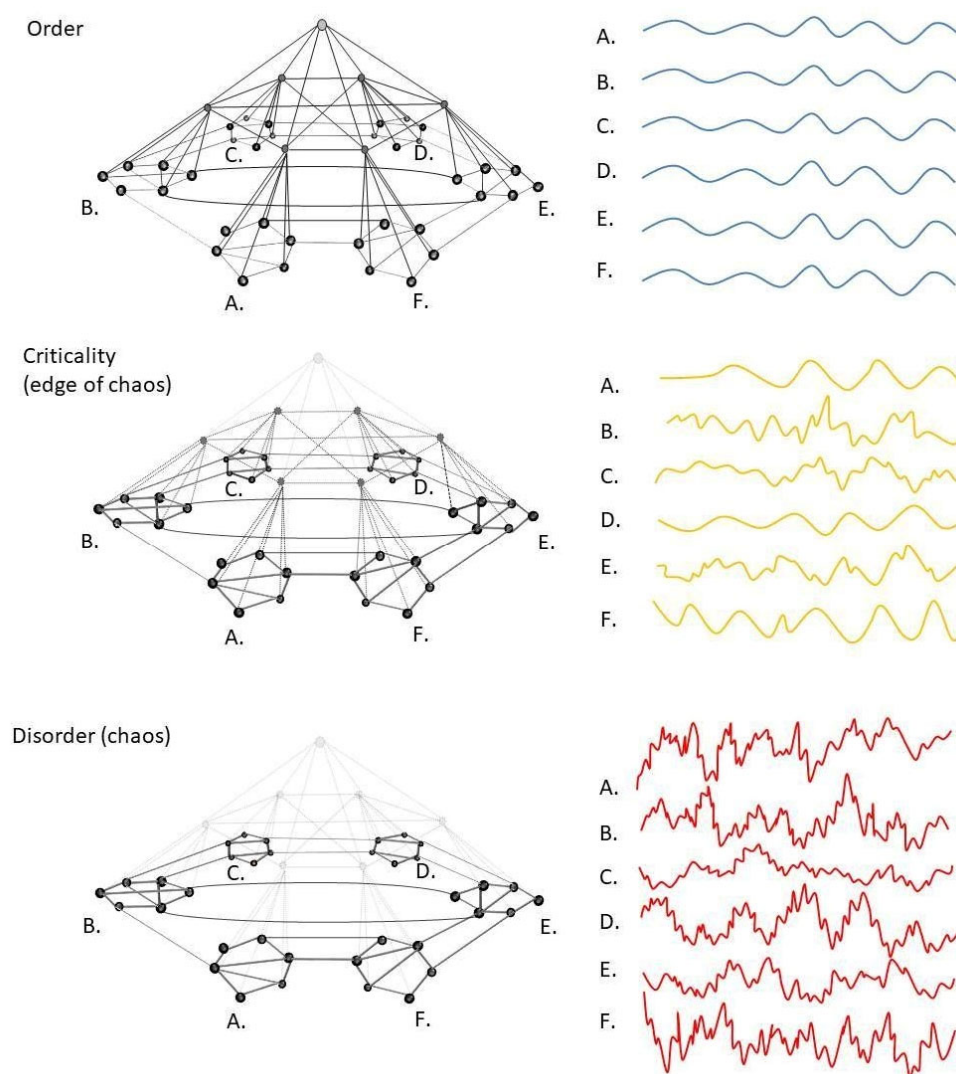 Order
C.
D.
B.
E.
A.
F.
A.
B.
C.
D.
E.
F.
Criticality
(edge of chaos)
C.
D.
B.
E.
A.
F.
A.
B.
C.
D.
E.
F.
Disorder (chaos)
C.
D.
B.
E.
A.
F.
A.
B.
C.
D.
E.
F.